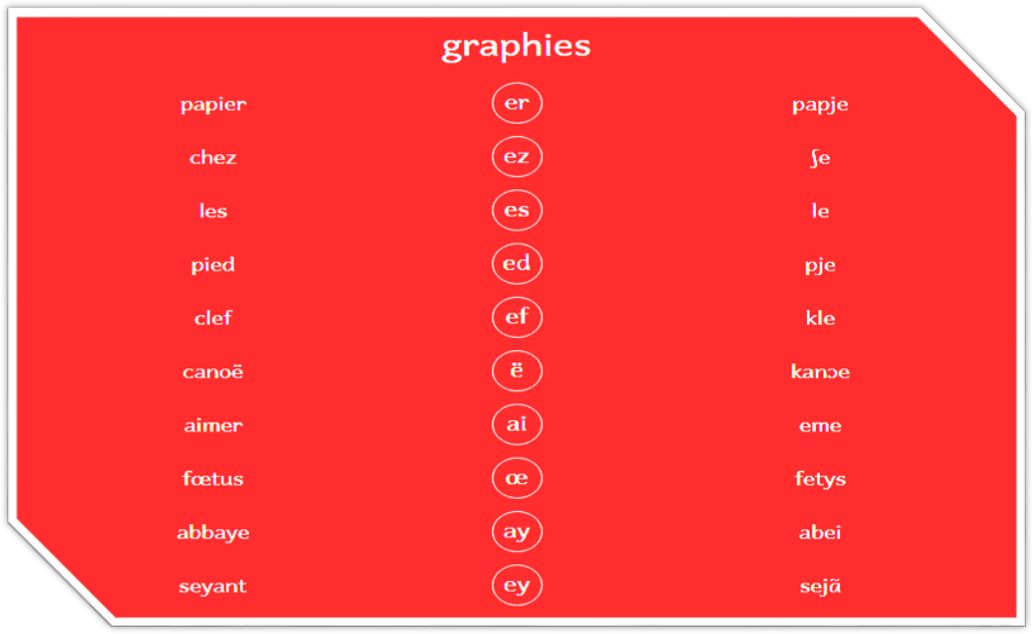 graphies
papier er papje
chez ez ʃe
les es le
pied ed pje
clef ef kle
canoë ë kanɔe
aimer ai eme
fœtus œ fetys
abbaye ay abei
seyant ey sejɑ̃